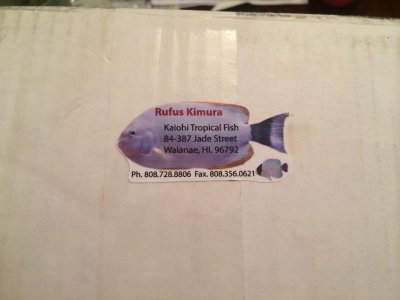 Rufus Kimura
Kaiohi Tropical Fish
84-387 Jade Street
Waianae, HI. 96792
Ph. 808.728.8806 Fax. 808.356.0621